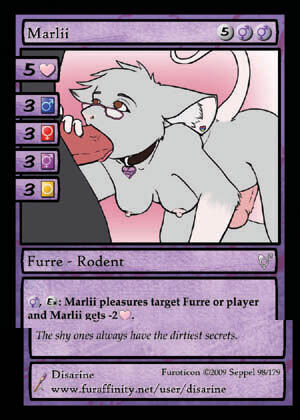 Marlii
5
5
3
3
3
3
Furre - Rodent
, E: Marlii pleasures target Furre or player
and Marlii gets -2.
The shy ones always have the dirtiest secrets.
Disarine
Furoticon ©2009 Seppel 98/179
www.furaffinity.net/user/disarine